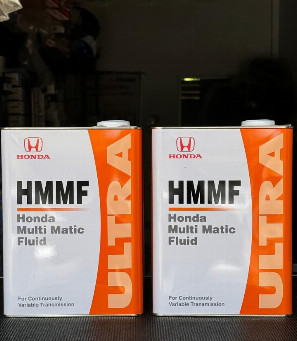 HONDA
HMMF
Honda
Multi Matic
Fluid
ULTRA
For Continuously
Variable Transmission
HONDA
HMMF
Honda
Multi Matic
Fluid
ULTRA
For Continuously
Variable Transmission